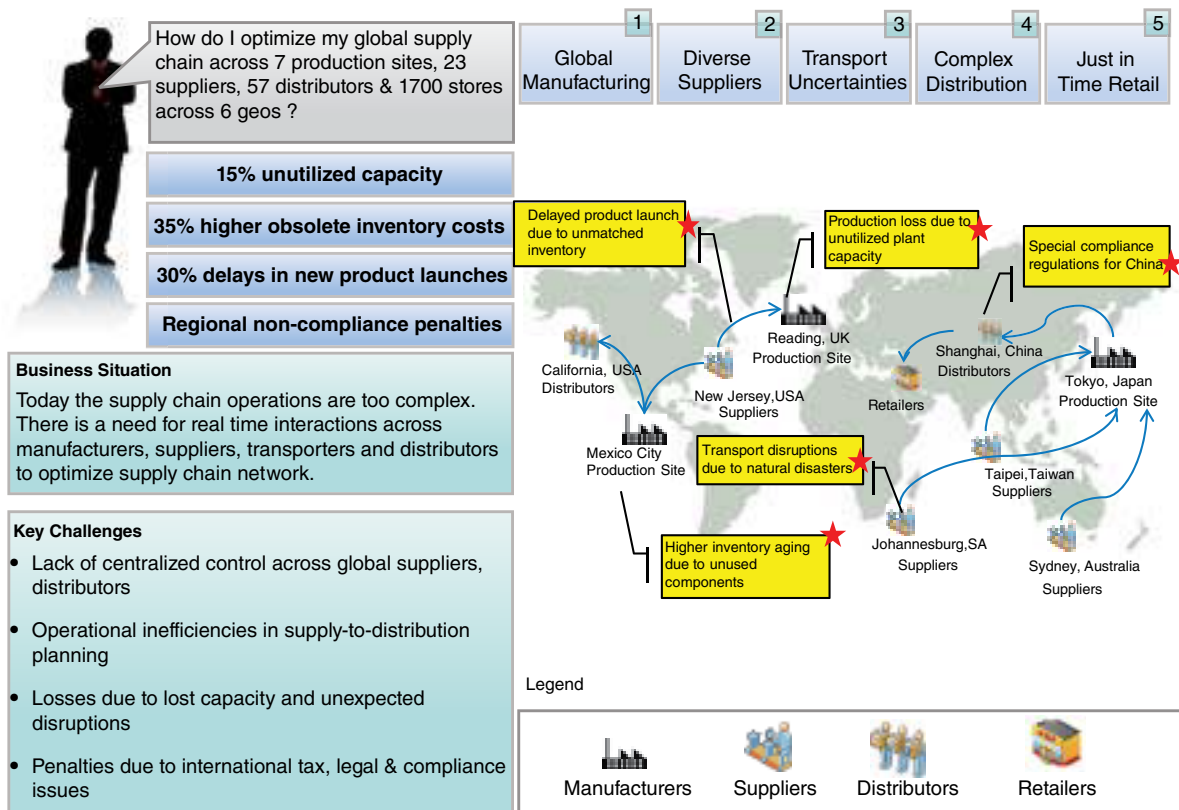 How do I optimize my global supply
chain across 7 production sites, 23
suppliers, 57 distributors & 1700 stores
across 6 geos ?
15% unutilized capacity
35% higher obsolete inventory costs
30% delays in new product launches
Regional non-compliance penalties
Business Situation
Today the supply chain operations are too complex.
There is a need for real time interactions across
manufacturers, suppliers, transporters and distributors
to optimize supply chain network.
Key Challenges
• Lack of centralized control across global suppliers,
distributors
• Operational inefficiencies in supply-to-distribution
planning
• Losses due to lost capacity and unexpected
disruptions
• Penalties due to international tax, legal & compliance
issues
1
Global
Manufacturing
2
Diverse
Suppliers
3
Transport
Uncertainties
4
Complex
Distribution
5
Just in
Time Retail
Delayed product launch
due to unmatched
inventory
Production loss due to
unutilized plant
capacity
Special compliance
regulations for China
California, USA
Distributors
New Jersey,USA
Suppliers
Reading, UK
Production Site
Retailers
Shanghai, China
Distributors
Tokyo, Japan
Production Site
Mexico City
Production Site
Transport disruptions
due to natural disasters
Taipei,Taiwan
Suppliers
Higher inventory aging
due to unused
components
Johannesburg,SA
Suppliers
Sydney, Australia
Suppliers
Legend
Manufacturers
Suppliers
Distributors
Retailers